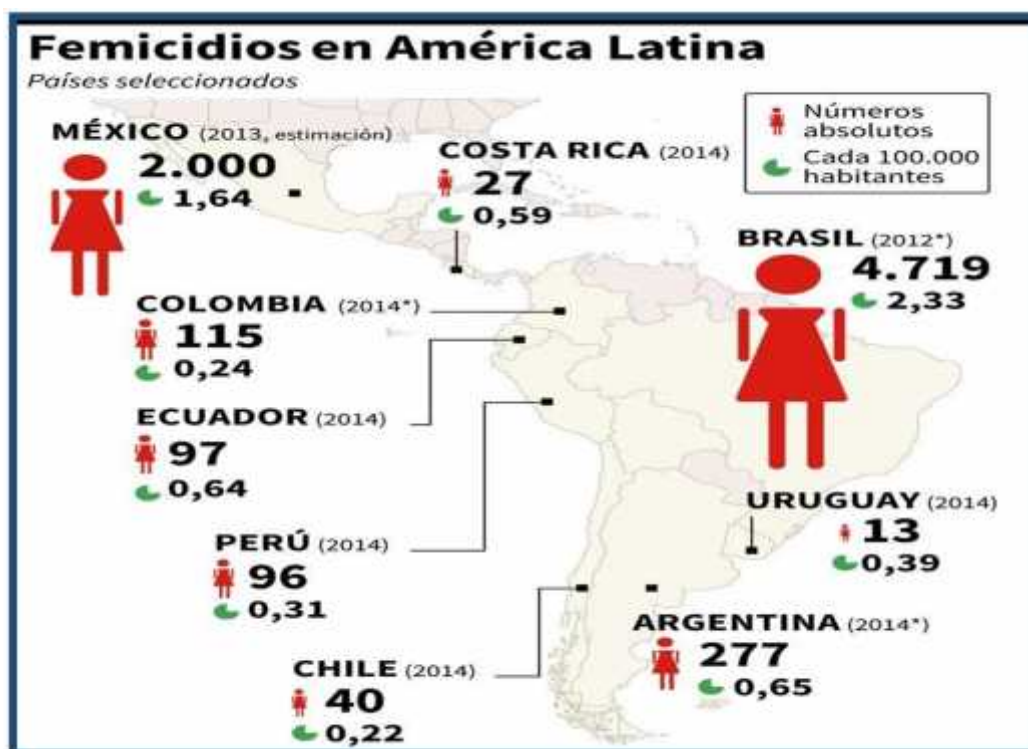 Femicidios en América Latina
Países seleccionados
Números
absolutos
Cada 100.000
habitantes
MÉXICO (2013, estimación)
2.000
1,64
COSTA RICA (2014)
27
0,59
BRASIL (2012*)
4.719
2,33
COLOMBIA (2014*)
115
0,24
ECUADOR (2014)
97
0,64
PERÚ (2014)
96
0,31
URUGUAY (2014)
13
0,39
ARGENTINA (2014*)
277
0,65
CHILE (2014)
40
0,22